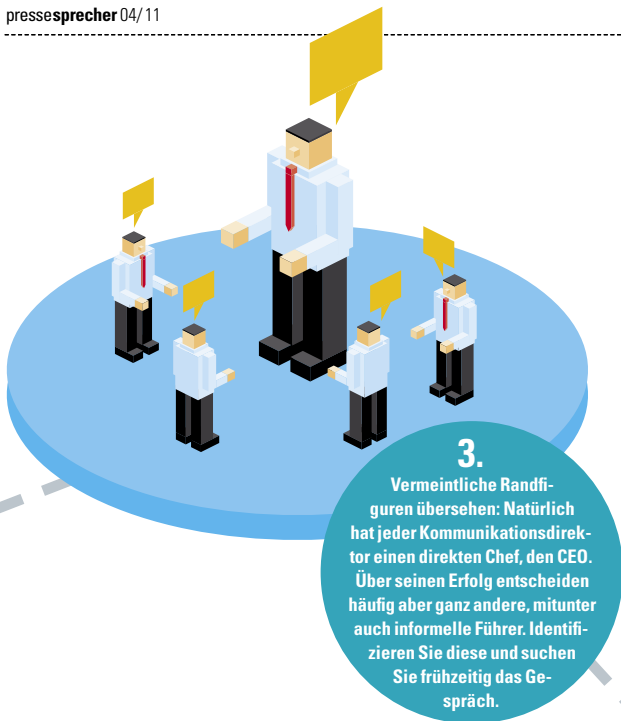 pressesprecher 04/11
3.
Vermeintliche Randfi-
guren übersehen: Natürlich
hat jeder Kommunikationsdirek-
tor einen direkten Chef, den CEO.
Über seinen Erfolg entscheiden
häufig aber ganz andere, mitunter
auch informelle Führer. Identifi-
zieren Sie diese und suchen
Sie frühzeitig das Ge-
spräch.